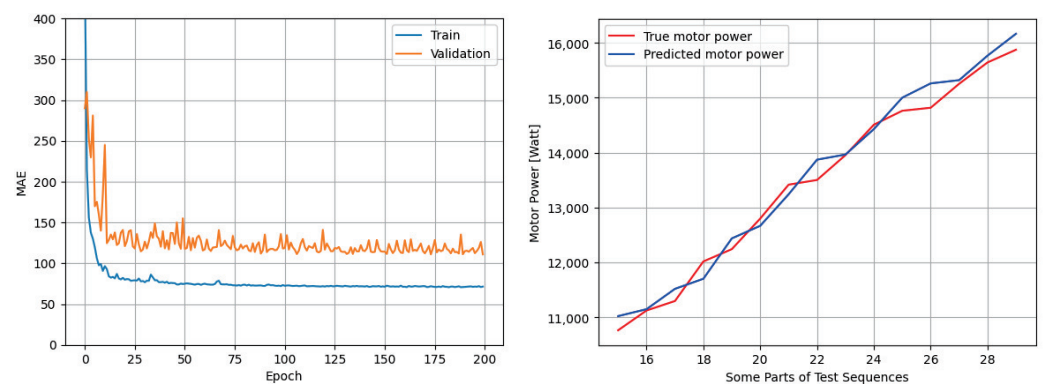 400
350
300
250
200
150
100
50
0
MAE
0 25 50 75 100 125 150 175 200
Epoch
Train
Validation
16,000
15,000
14,000
13,000
12,000
11,000
Motor Power [Watt]
16 18 20 22 24 26 28
Some Parts of Test Sequences
True motor power
Predicted motor power